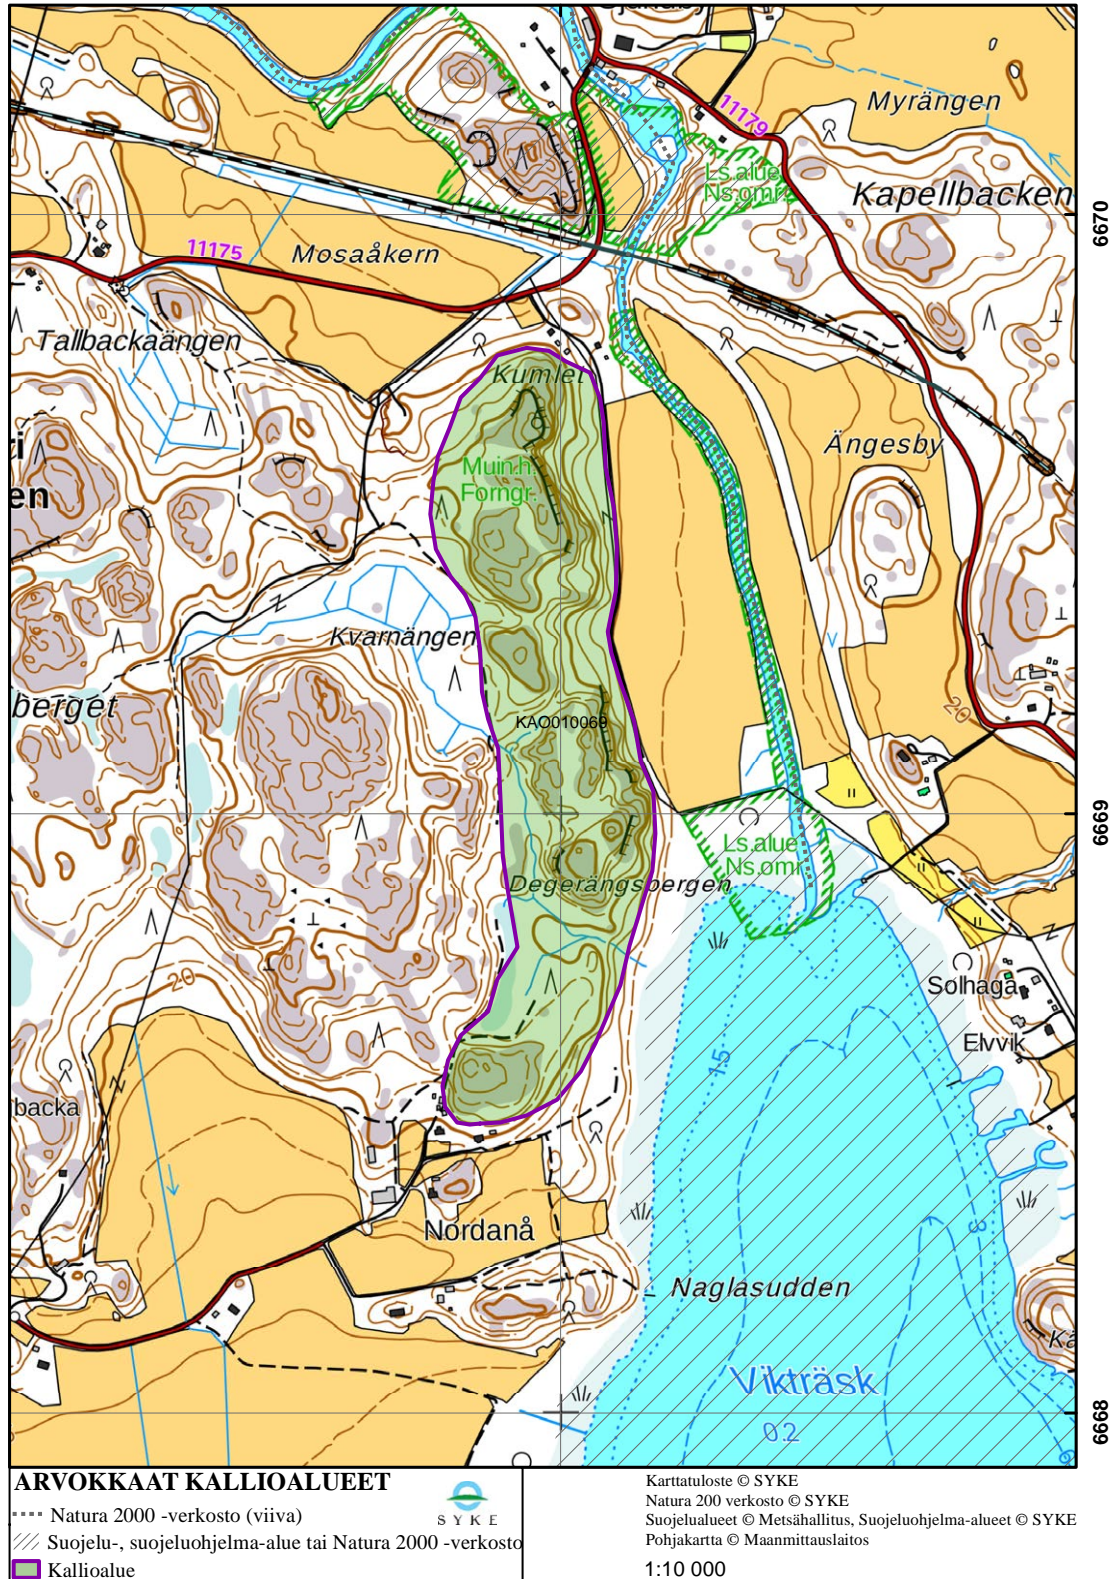 Myrängen
11179
Ls.alue
Ns.omr.
Kapellbacken
6670
11175
Mosaåkern
Tallbackaängen
Kumlet
Ängesby
Muin.h.
Forngr.
en
Kvarnängen
berget
KAO010069
20
6669
Ls.alue
Ns.omr.
Degerängsbergen
20
Solhaga
Elvvik
1.5
backa
Nordanå
3
Naglasudden
Vikträsk
0.2
6668
ARVOKKAAT KALLIOALUEET
SYKE
Natura 2000 -verkosto (viiva)
Suojelu-, suojeluohjelma-alue tai Natura 2000 -verkosto
Kallioalue
Karttatuloste © SYKE
Natura 200 verkosto © SYKE
Suojelualueet © Metsähallitus, Suojeluohjelma-alueet © SYKE
Pohjakartta © Maanmittauslaitos
1:10 000